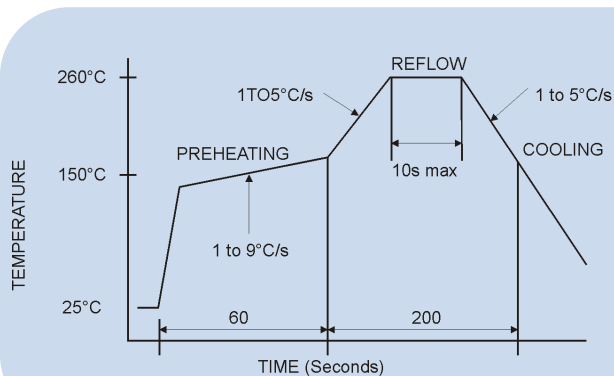 REFLOW
260°C
1TO5°C/s
1 to 5°C/s
PREHEATING
10s max
COOLING
150°C
TEMPERATURE
1 to 9°C/s
25°C
60
200
TIME (Seconds)